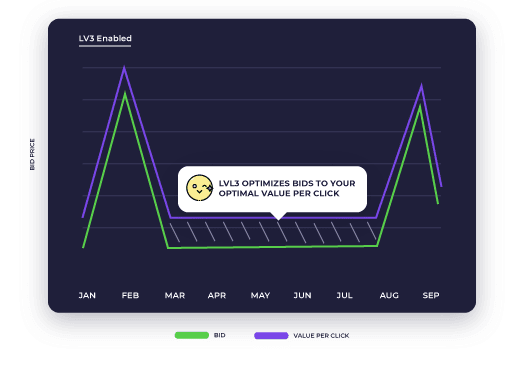 LV3 Enabled
BID PRICE
LVL3 OPTIMIZES BIDS TO YOUR
OPTIMAL VALUE PER CLICK
JAN FEB MAR APR MAY JUN JUL AUG SEP
BID VALUE PER CLICK